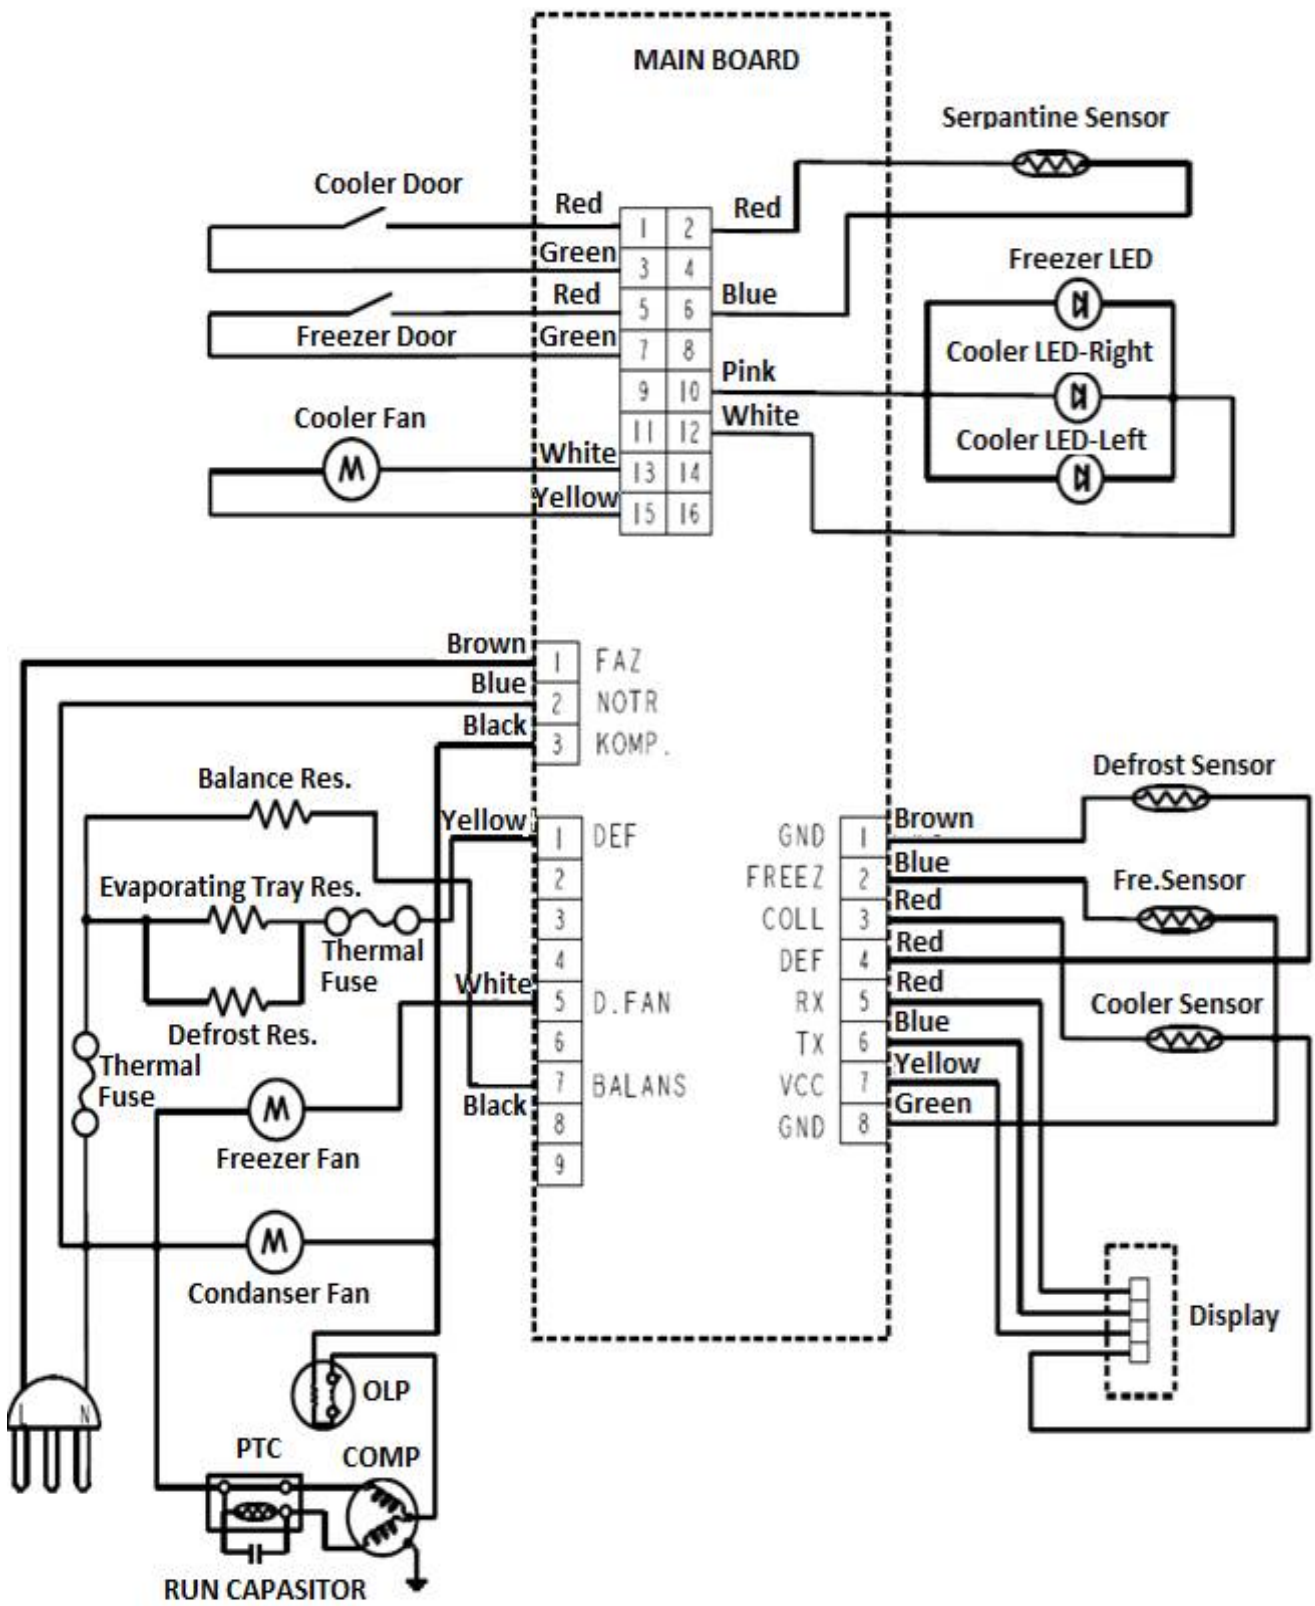 MAIN BOARD
Serpantine Sensor
Cooler Door
Red
1 2
Red
Green
3 4
Freezer LED
Red
5 6
Blue
Freezer Door
Green
7 8
Cooler LED-Right
Pink
9 10
Cooler Fan
White
11 12
Cooler LED-Left
White
13 14
Yellow
15 16
Brown
1 FAZ
Blue
2 NOTR
Black
3 KOMP.
Balance Res.
Defrost Sensor
Yellow
1 DEF
GND 1
Brown
2
FREEZ 2
Blue
Evaporating Tray Res.
Fre.Sensor
3
COLL 3
Red
Thermal
Fuse
4
DEF 4
Red
White
5 D.FAN
RX 5
Red
Cooler Sensor
Defrost Res.
6
TX 6
Blue
Thermal
Fuse
7 BALANS
VCC 7
Yellow
Black
8
GND 8
Green
9
Freezer Fan
Condanser Fan
Display
OLP
L N
PTC
COMP
RUN CAPASITOR